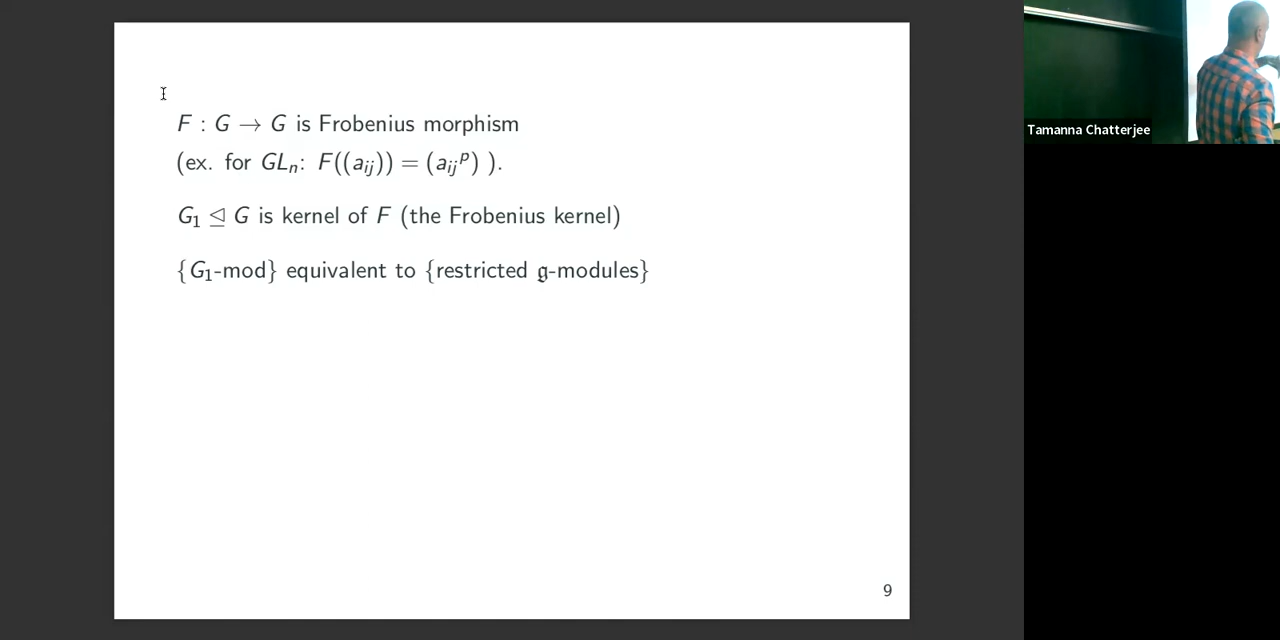 F : G → G is Frobenius morphism
(ex. for GLₙ: F((aᵢⱼ)) = (aᵢⱼᵖ) ).
G₁ ⊴ G is kernel of F (the Frobenius kernel)
{G₁-mod} equivalent to {restricted 𝔤-modules}
9
Tamanna Chatterjee